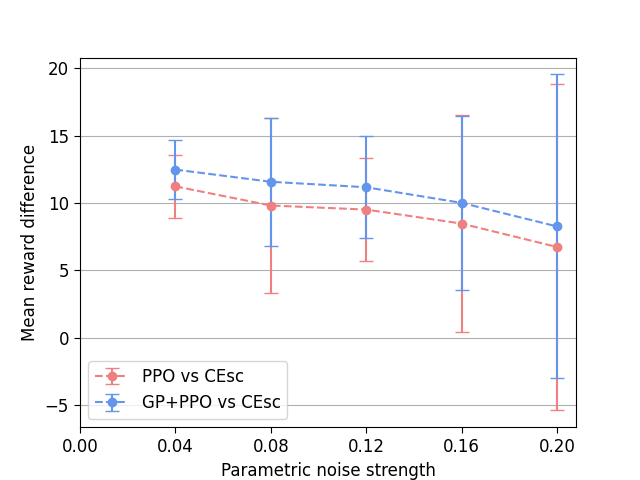 20
15
10
5
0
−5
Mean reward difference
PPO vs CEsc
GP+PPO vs CEsc
0.00 0.04 0.08 0.12 0.16 0.20
Parametric noise strength